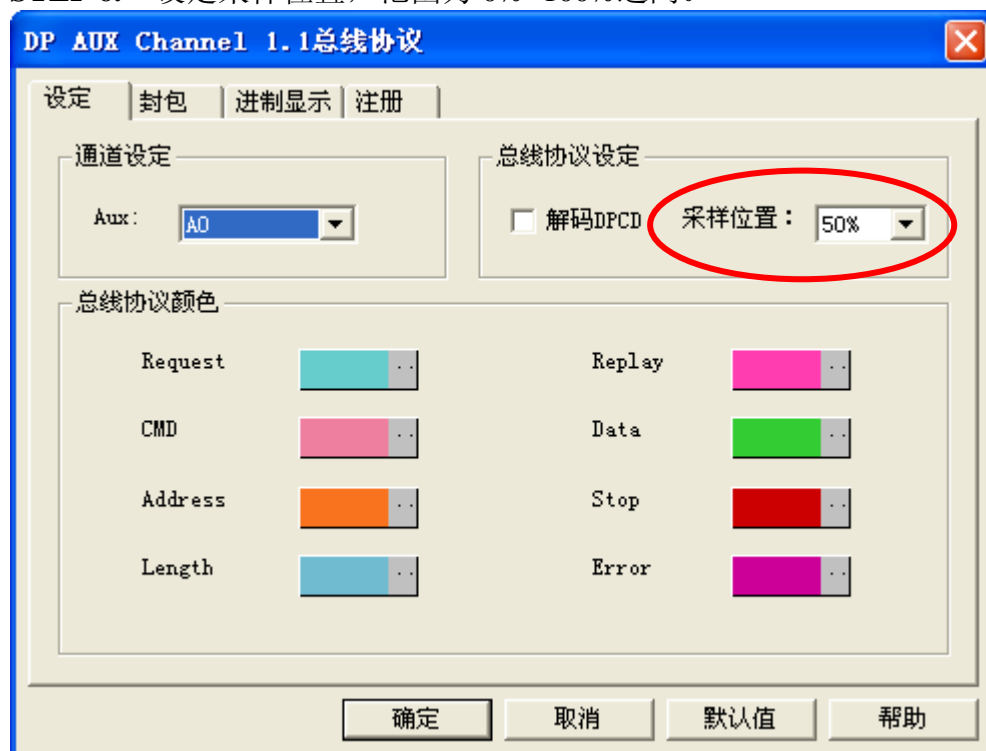 DP AUX Channel 1.1总线协议
设定 封包 进制显示 注册
通道设定
Aux: A0
总线协议设定
解码DPCD 采样位置： 50%
总线协议颜色
Request .. Replay ..
CMD .. Data ..
Address .. Stop ..
Length .. Error ..
确定 取消 默认值 帮助